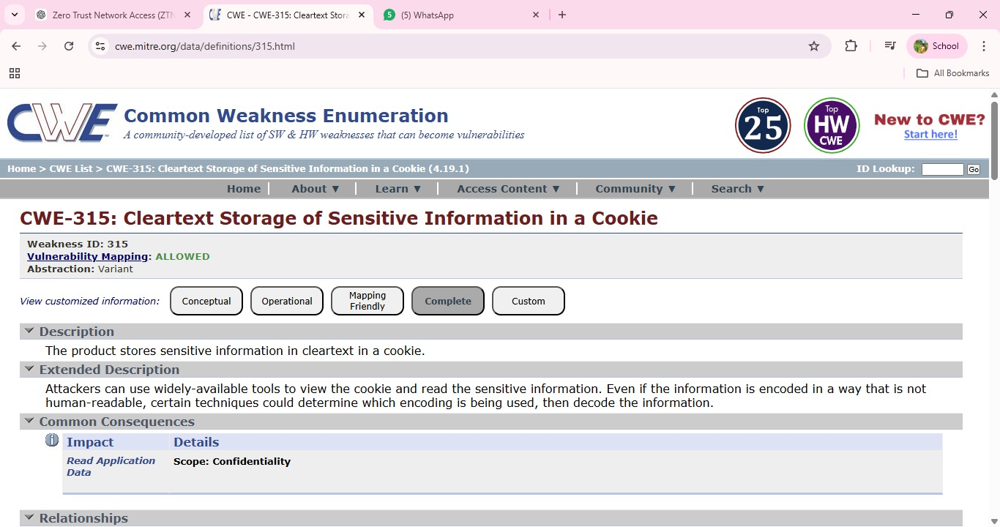 Zero Trust Network Access (ZTN
CWE - CWE-315: Cleartext Stora
5 (5) WhatsApp
cwe.mitre.org/data/definitions/315.html
School
All Bookmarks
CWE
Common Weakness Enumeration
A community-developed list of SW & HW weaknesses that can become vulnerabilities
Top
25
Top
HW
CWE
New to CWE?
Start here!
Home > CWE List > CWE-315: Cleartext Storage of Sensitive Information in a Cookie (4.19.1)
ID Lookup: Go
Home About ▼ Learn ▼ Access Content ▼ Community ▼ Search ▼
CWE-315: Cleartext Storage of Sensitive Information in a Cookie
Weakness ID: 315
Vulnerability Mapping: ALLOWED
Abstraction: Variant
View customized information:
Conceptual
Operational
Mapping
Friendly
Complete
Custom
Description
The product stores sensitive information in cleartext in a cookie.
Extended Description
Attackers can use widely-available tools to view the cookie and read the sensitive information. Even if the information is encoded in a way that is not
human-readable, certain techniques could determine which encoding is being used, then decode the information.
Common Consequences
Impact Details
Read Application
Data
Scope: Confidentiality
Relationships